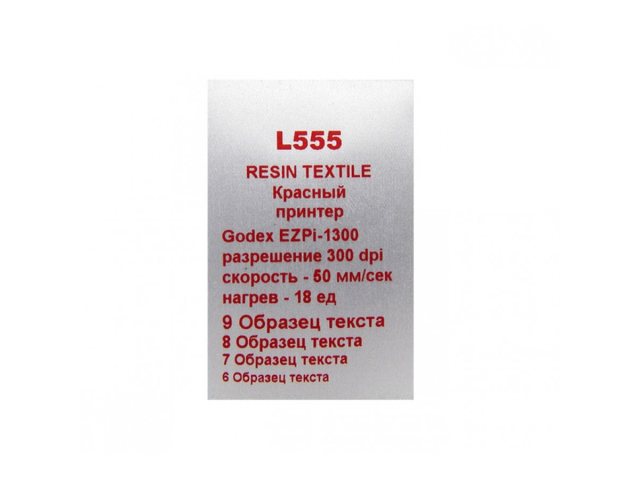 L555
RESIN TEXTILE
Красный
принтер
Godex EZPi-1300
разрешение 300 dpi
скорость - 50 мм/сек
нагрев - 18 ед
9 Образец текста
8 Образец текста
7 Образец текста
6 Образец текста